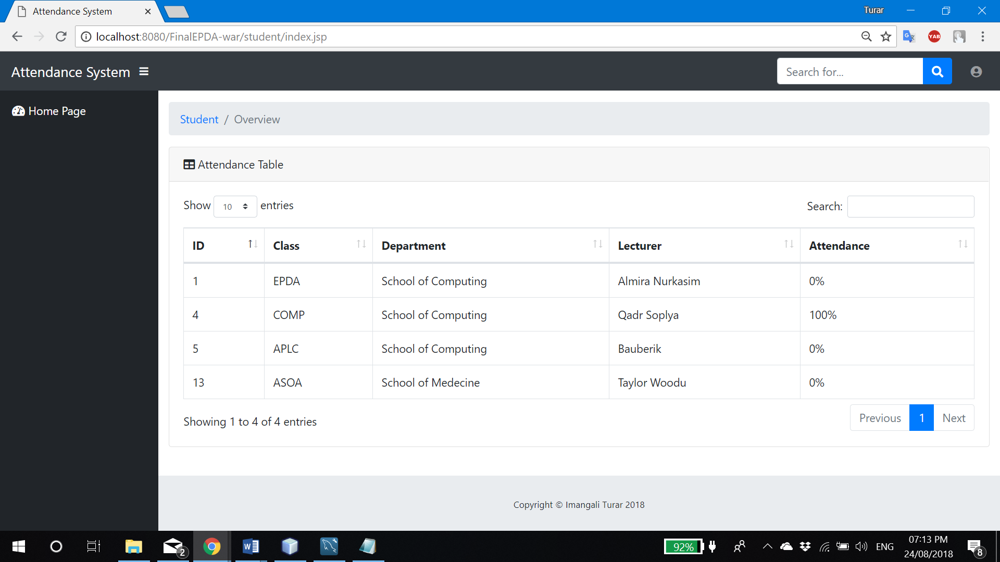 Attendance System
Turar
localhost:8080/FinalEPDA-war/student/index.jsp
YAB
Attendance System
Search for...
Home Page
Student / Overview
Attendance Table
Show 10 entries
Search:
ID Class Department Lecturer Attendance
1 EPDA School of Computing Almira Nurkasim 0%
4 COMP School of Computing Qadr Soplya 100%
5 APLC School of Computing Bauberik 0%
13 ASOA School of Medecine Taylor Woodu 0%
Showing 1 to 4 of 4 entries
Previous 1 Next
Copyright © Imangali Turar 2018
2
92%
ENG
07:13 PM
24/08/2018
8